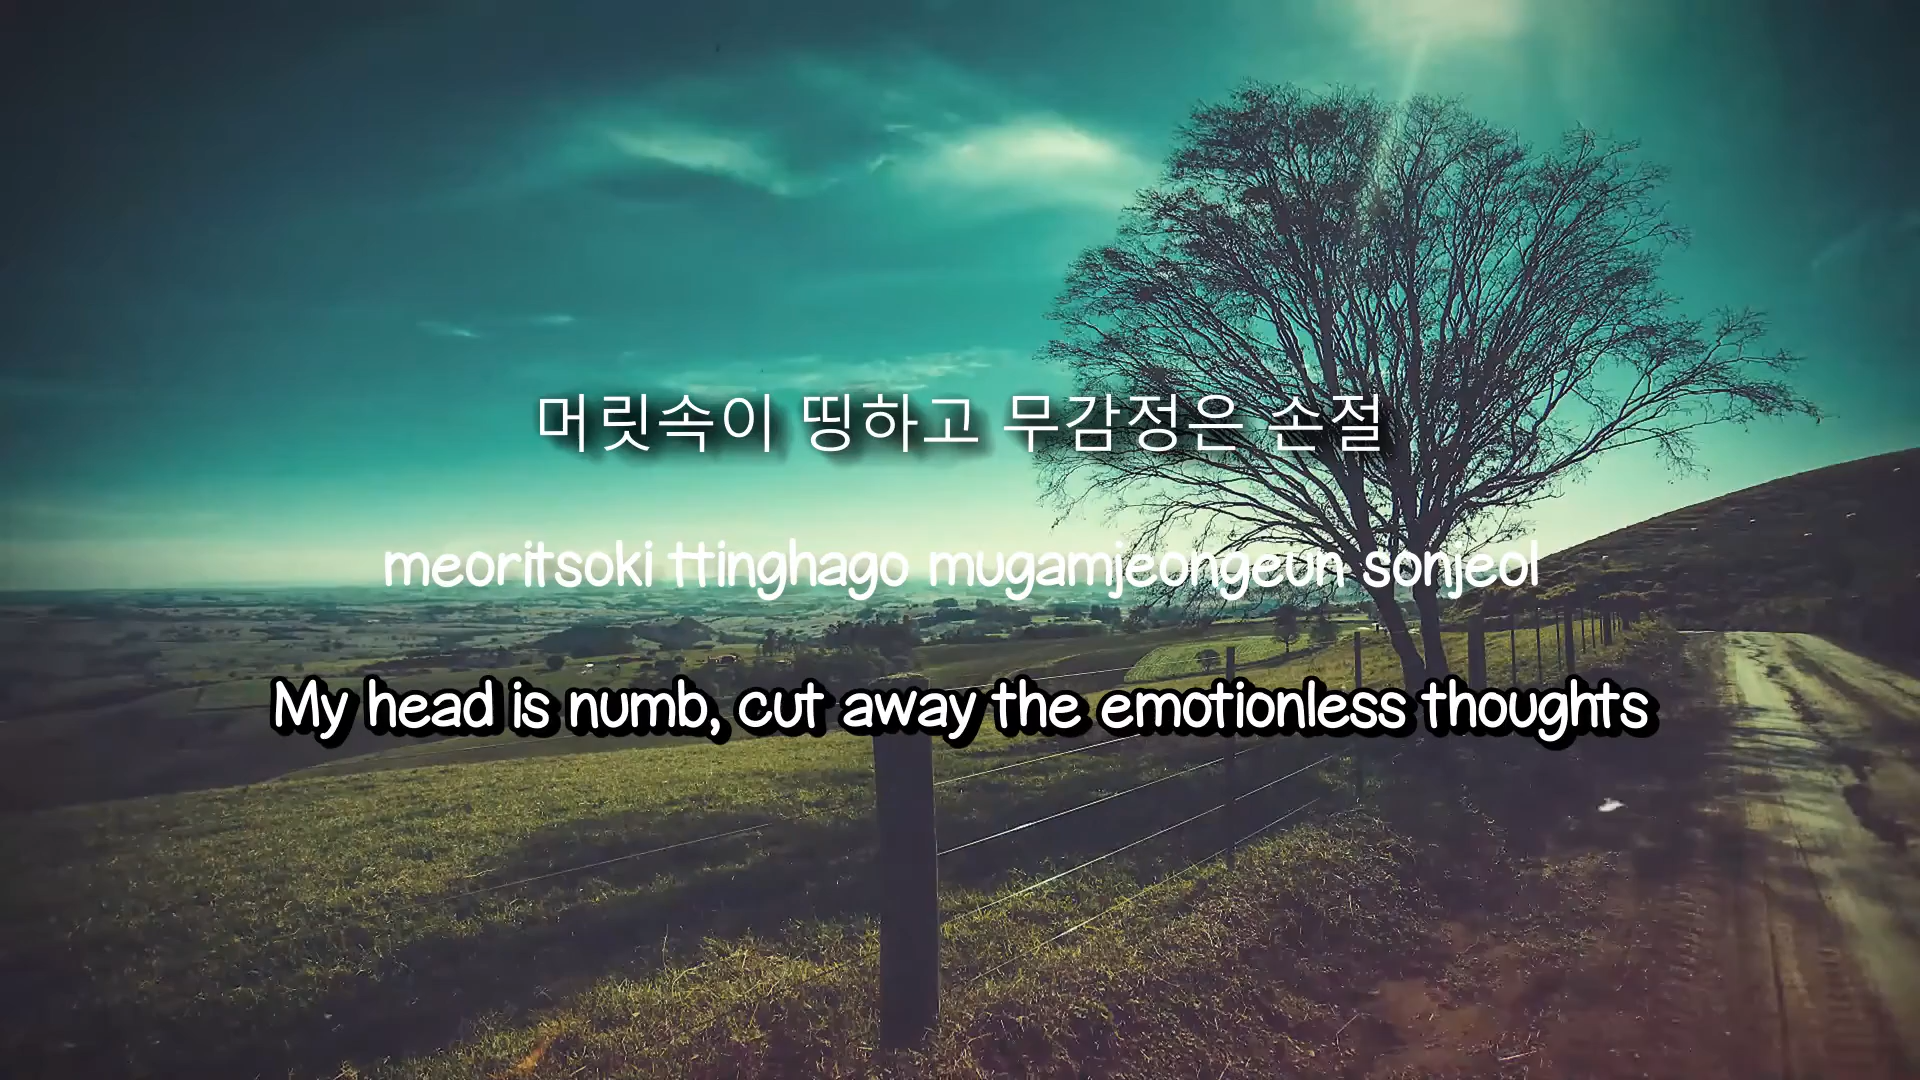 머릿속이 띵하고 무감정은 손절
meoritsoki ttinghago mugamjeongeun sonjeol
My head is numb, cut away the emotionless thoughts